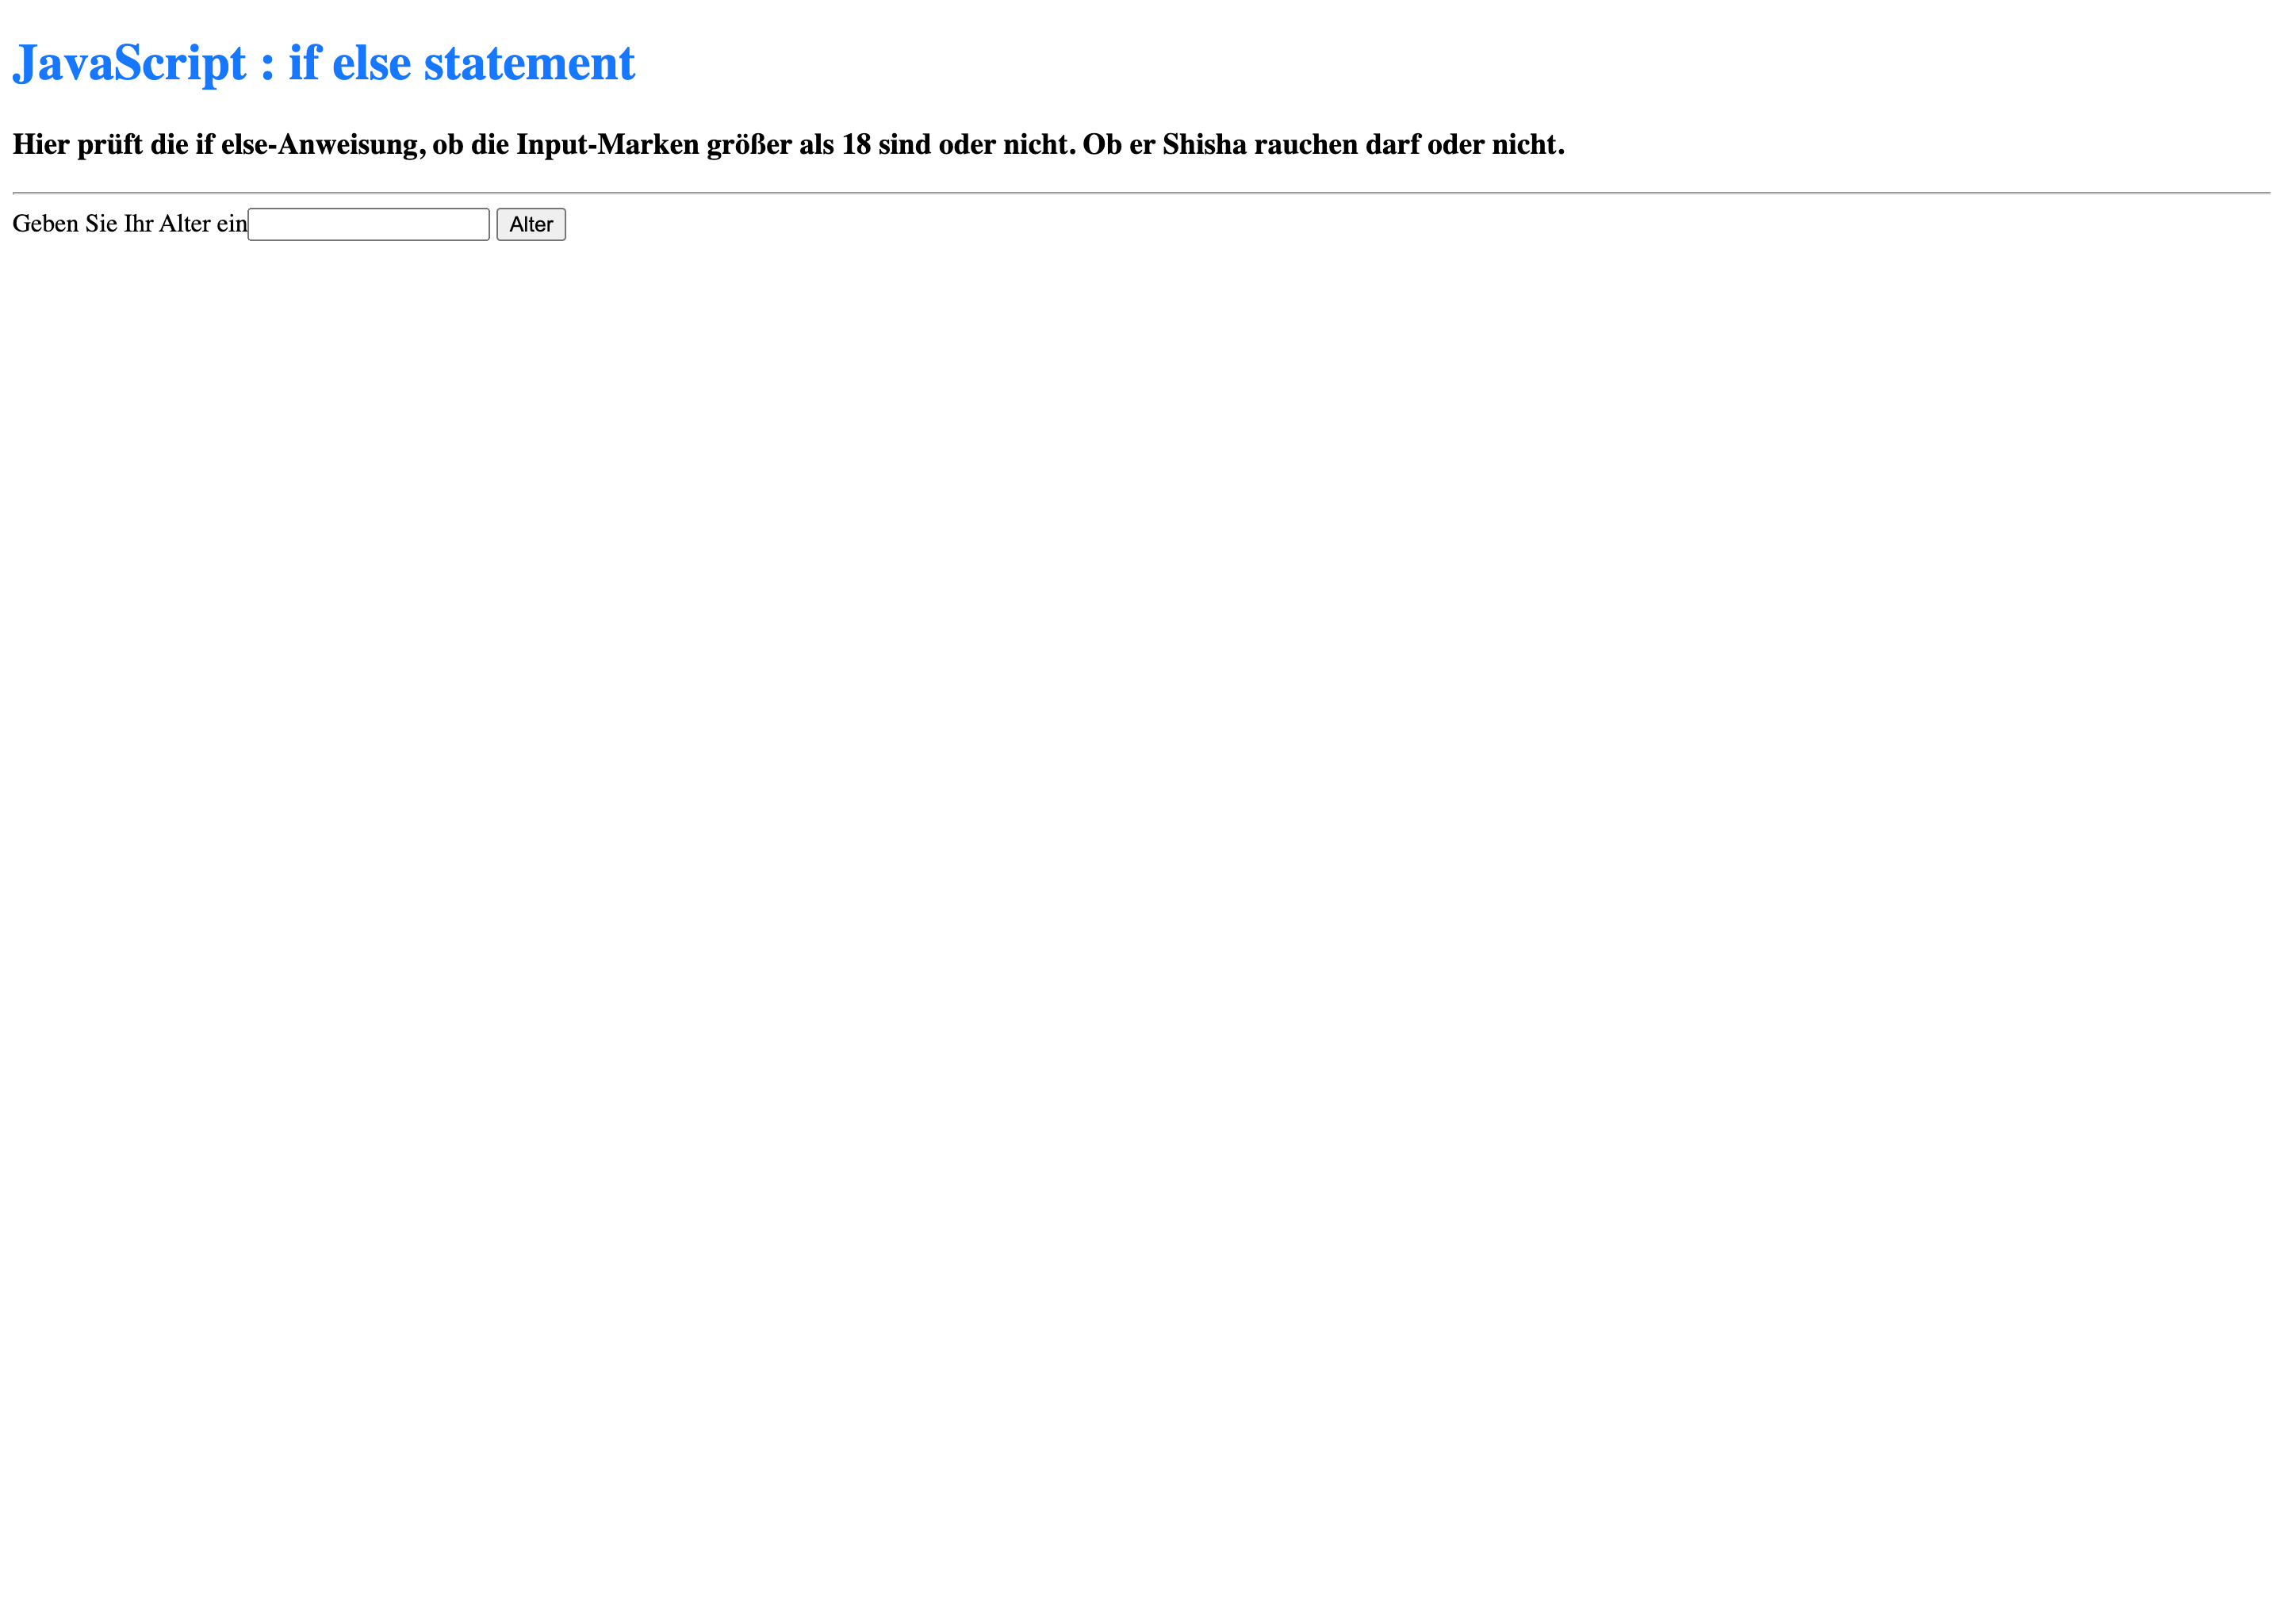 JavaScript : if else statement
Hier prüft die if else-Anweisung, ob die Input-Marken größer als 18 sind oder nicht. Ob er Shisha rauchen darf oder nicht.
Geben Sie Ihr Alter ein Alter